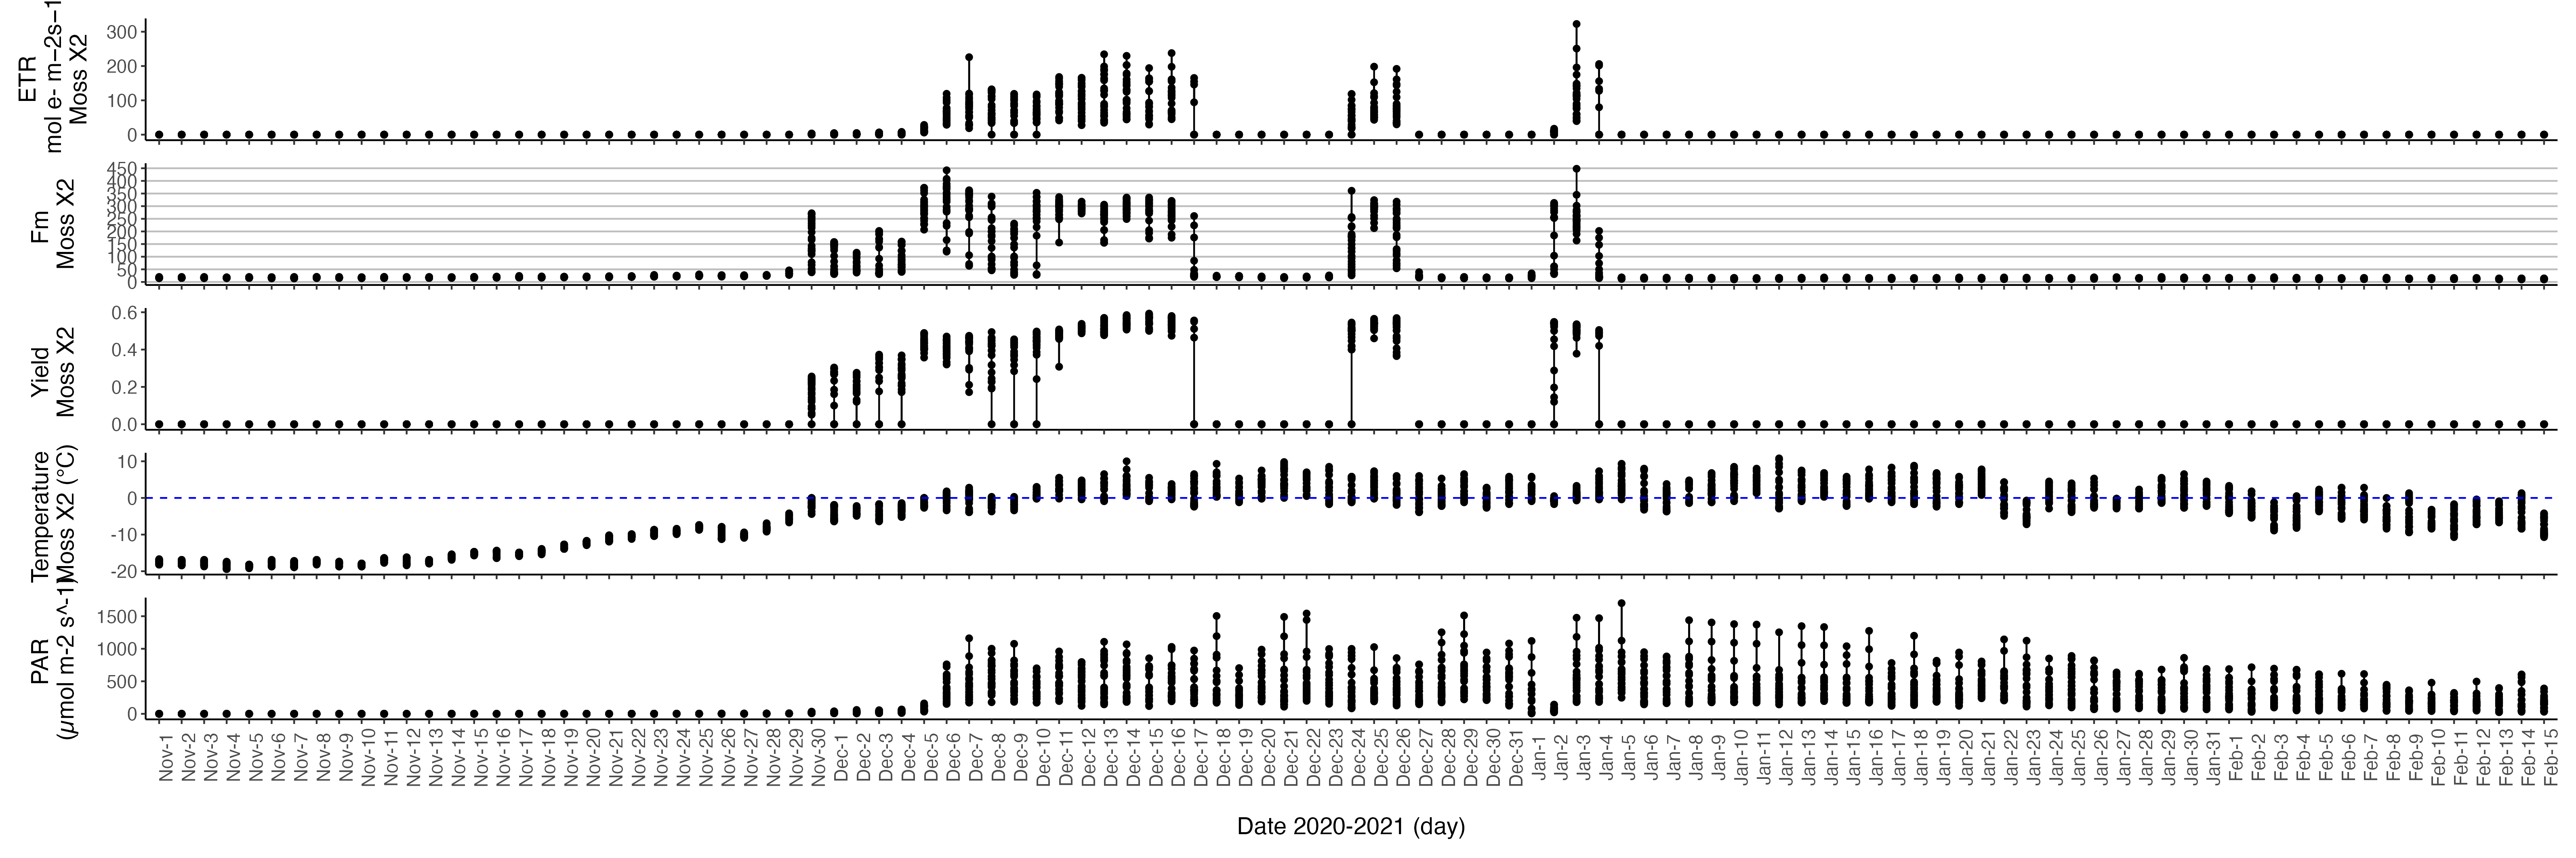 ETR
mol e- m−2s−1
Moss X2
300
200
100
0
Fm
Moss X2
450
400
350
300
250
200
150
100
50
0
Yield
Moss X2
0.6
0.4
0.2
0.0
Temperature
Moss X2 (°C)
10
0
-10
-20
PAR
(µmol m-2 s^-1)
1500
1000
500
0
Nov-1
Nov-2
Nov-3
Nov-4
Nov-5
Nov-6
Nov-7
Nov-8
Nov-9
Nov-10
Nov-11
Nov-12
Nov-13
Nov-14
Nov-15
Nov-16
Nov-17
Nov-18
Nov-19
Nov-20
Nov-21
Nov-22
Nov-23
Nov-24
Nov-25
Nov-26
Nov-27
Nov-28
Nov-29
Nov-30
Dec-1
Dec-2
Dec-3
Dec-4
Dec-5
Dec-6
Dec-7
Dec-8
Dec-9
Dec-10
Dec-11
Dec-12
Dec-13
Dec-14
Dec-15
Dec-16
Dec-17
Dec-18
Dec-19
Dec-20
Dec-21
Dec-22
Dec-23
Dec-24
Dec-25
Dec-26
Dec-27
Dec-28
Dec-29
Dec-30
Dec-31
Jan-1
Jan-2
Jan-3
Jan-4
Jan-5
Jan-6
Jan-7
Jan-8
Jan-9
Jan-10
Jan-11
Jan-12
Jan-13
Jan-14
Jan-15
Jan-16
Jan-17
Jan-18
Jan-19
Jan-20
Jan-21
Jan-22
Jan-23
Jan-24
Jan-25
Jan-26
Jan-27
Jan-28
Jan-29
Jan-30
Jan-31
Feb-1
Feb-2
Feb-3
Feb-4
Feb-5
Feb-6
Feb-7
Feb-8
Feb-9
Feb-10
Feb-11
Feb-12
Feb-13
Feb-14
Feb-15
Date 2020-2021 (day)